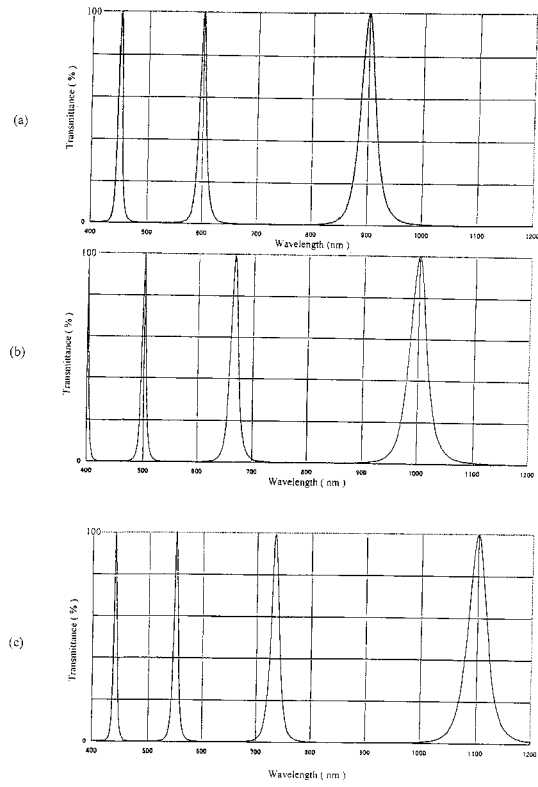 (a)
Transmittance ( % )
100
0
400 500 600 700 800 900 1000 1100 1200
Wavelength (nm )
(b)
Transmittance ( % )
100
0
400 500 600 700 800 900 1000 1100 1200
Wavelength ( nm )
(c)
Transmittance ( % )
100
0
400 500 600 700 800 900 1000 1100 1200
Wavelength ( nm )